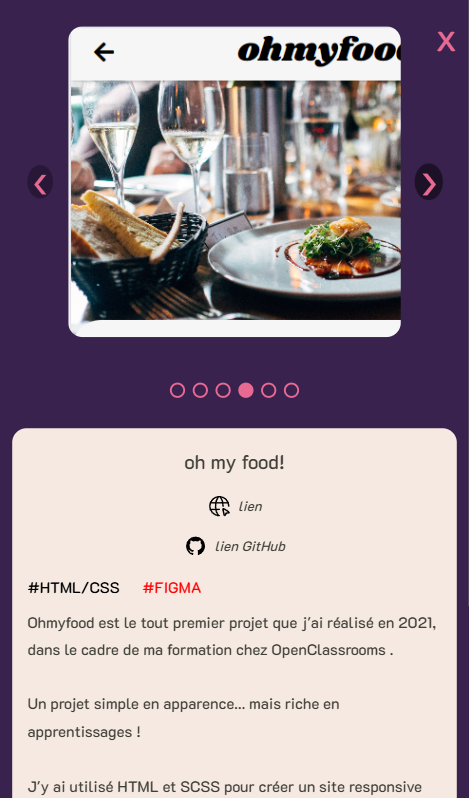 X
ohmyfoo
oh my food!
lien
lien GitHub
#HTML/CSS #FIGMA
Ohmyfood est le tout premier projet que j'ai réalisé en 2021,
dans le cadre de ma formation chez OpenClassrooms .
Un projet simple en apparence... mais riche en
apprentissages !
J'y ai utilisé HTML et SCSS pour créer un site responsive